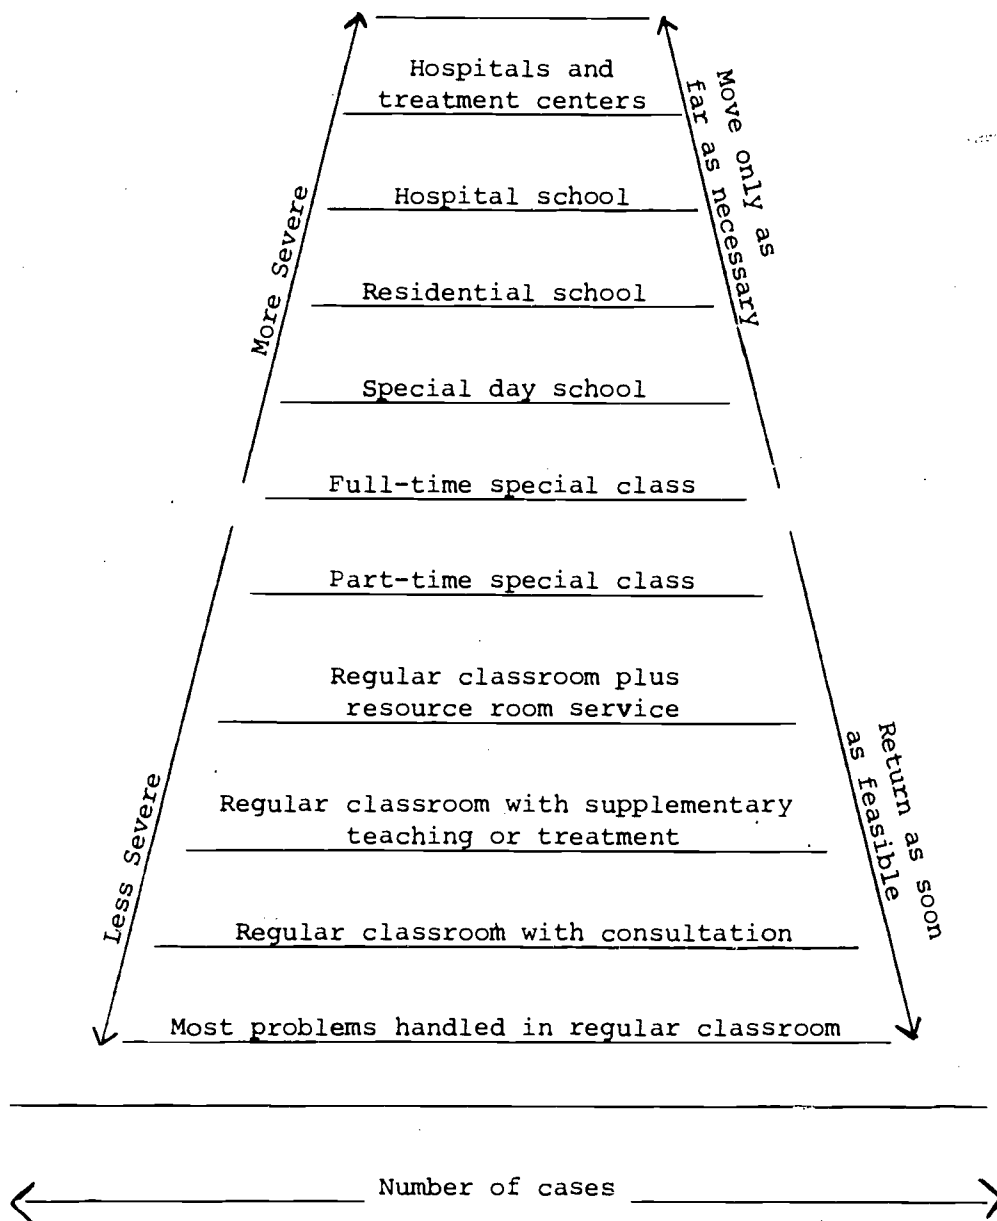 Hospitals and
treatment centers
Move only as
far as necessary
Hospital school
More Severe
Residential school
Special day school
Full-time special class
Part-time special class
Regular classroom plus
resource room service
Return as soon
as feasible
Less Severe
Regular classroom with supplementary
teaching or treatment
Regular classroom with consultation
Most problems handled in regular classroom
Number of cases